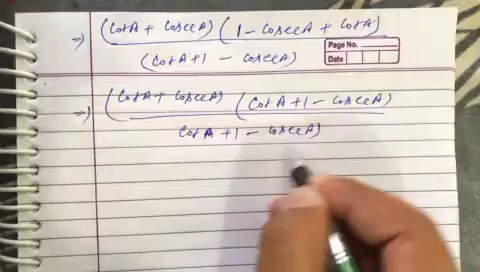 ⇒ (CotA + CosecA) (1 - CosecA + CotA)
(CotA+1 - CosecA)
Page No.
Date
⇒ (CotA + CosecA) (CotA+1 - CosecA)
CotA +1 - CosecA)